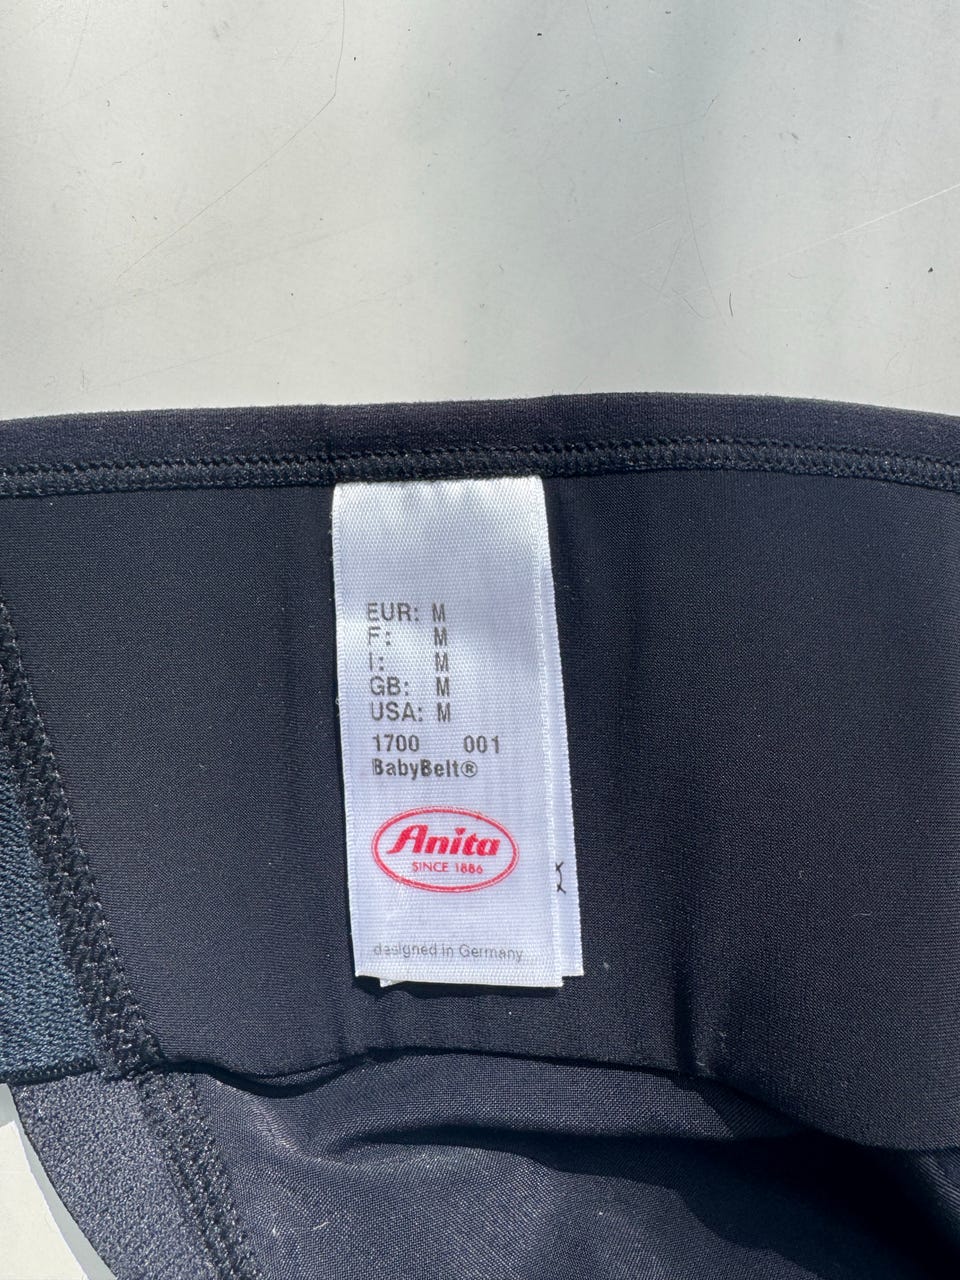 EUR: M
F: M
I: M
GB: M
USA: M
1700 001
BabyBelt®
Anita
SINCE 1886
designed in Germany